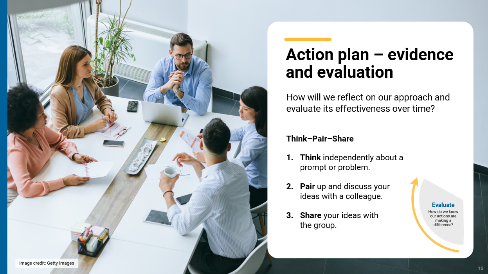 Action plan – evidence
and evaluation
How will we reflect on our approach and
evaluate its effectiveness over time?
Think–Pair–Share
1. Think independently about a
prompt or problem.
2. Pair up and discuss your
ideas with a colleague.
3. Share your ideas with
the group.
Evaluate
How do we know
our actions are
making a
difference?
Image credit: Getty Images